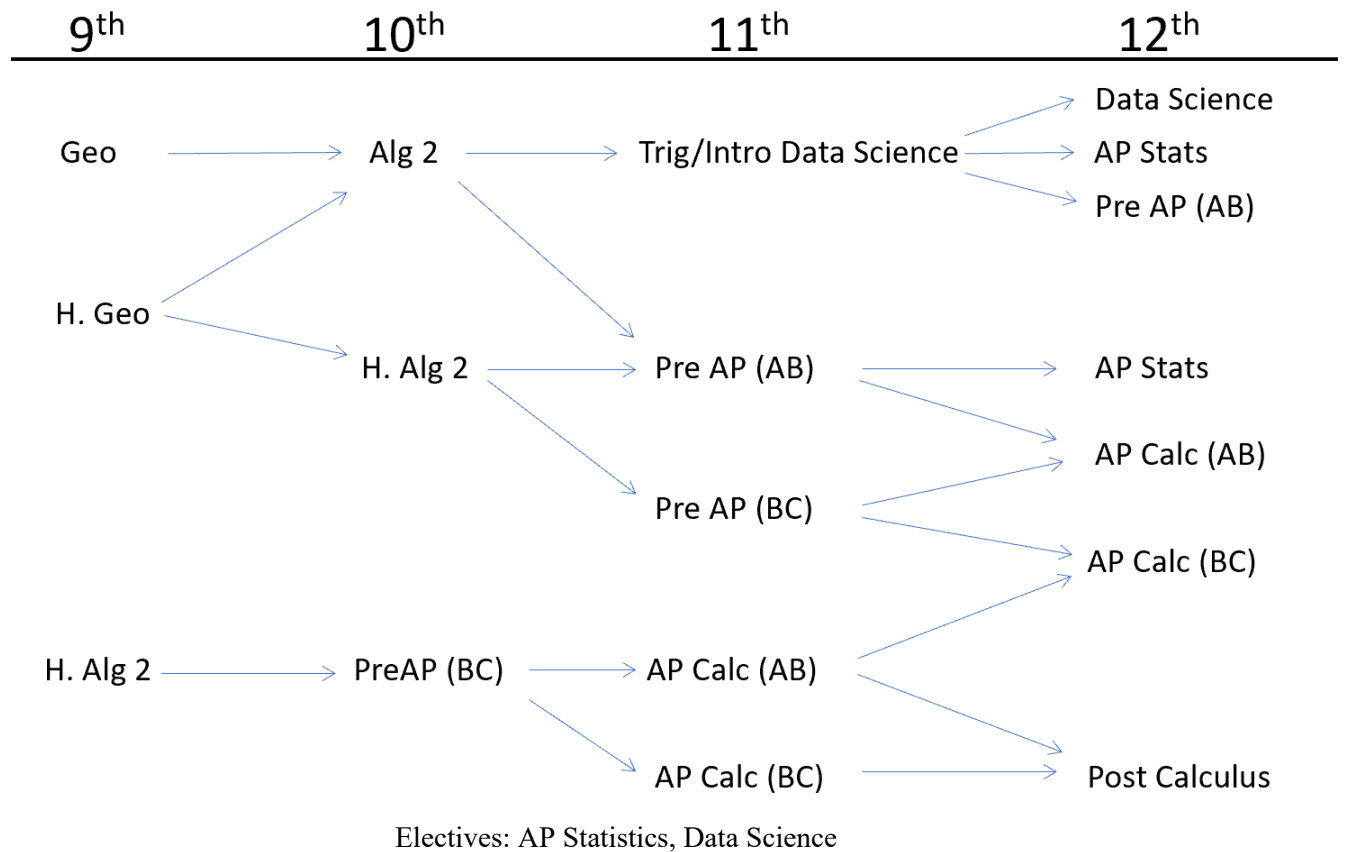 9th 10th 11th 12th
Data Science
Geo Alg 2 Trig/Intro Data Science AP Stats
Pre AP (AB)
H. Geo
H. Alg 2 Pre AP (AB) AP Stats
AP Calc (AB)
Pre AP (BC)
AP Calc (BC)
H. Alg 2 PreAP (BC) AP Calc (AB)
AP Calc (BC) Post Calculus
Electives: AP Statistics, Data Science